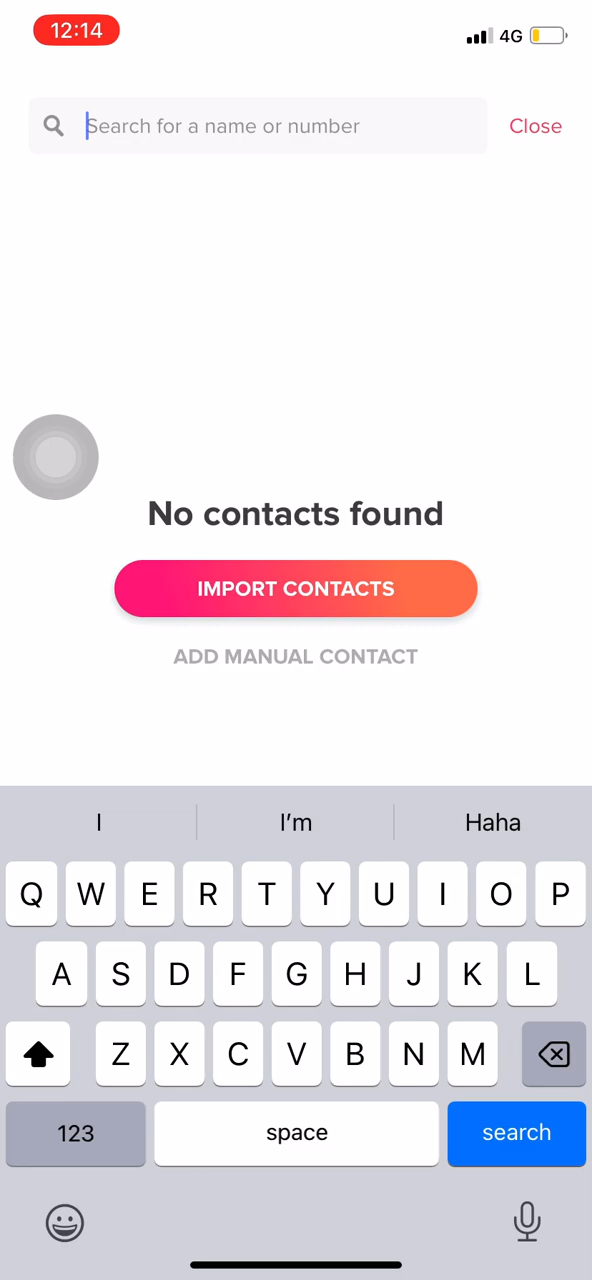 12:14
4G
Search for a name or number
Close
No contacts found
IMPORT CONTACTS
ADD MANUAL CONTACT
I I'm Haha
Q W E R T Y U I O P
A S D F G H J K L
Z X C V B N M
123 space search